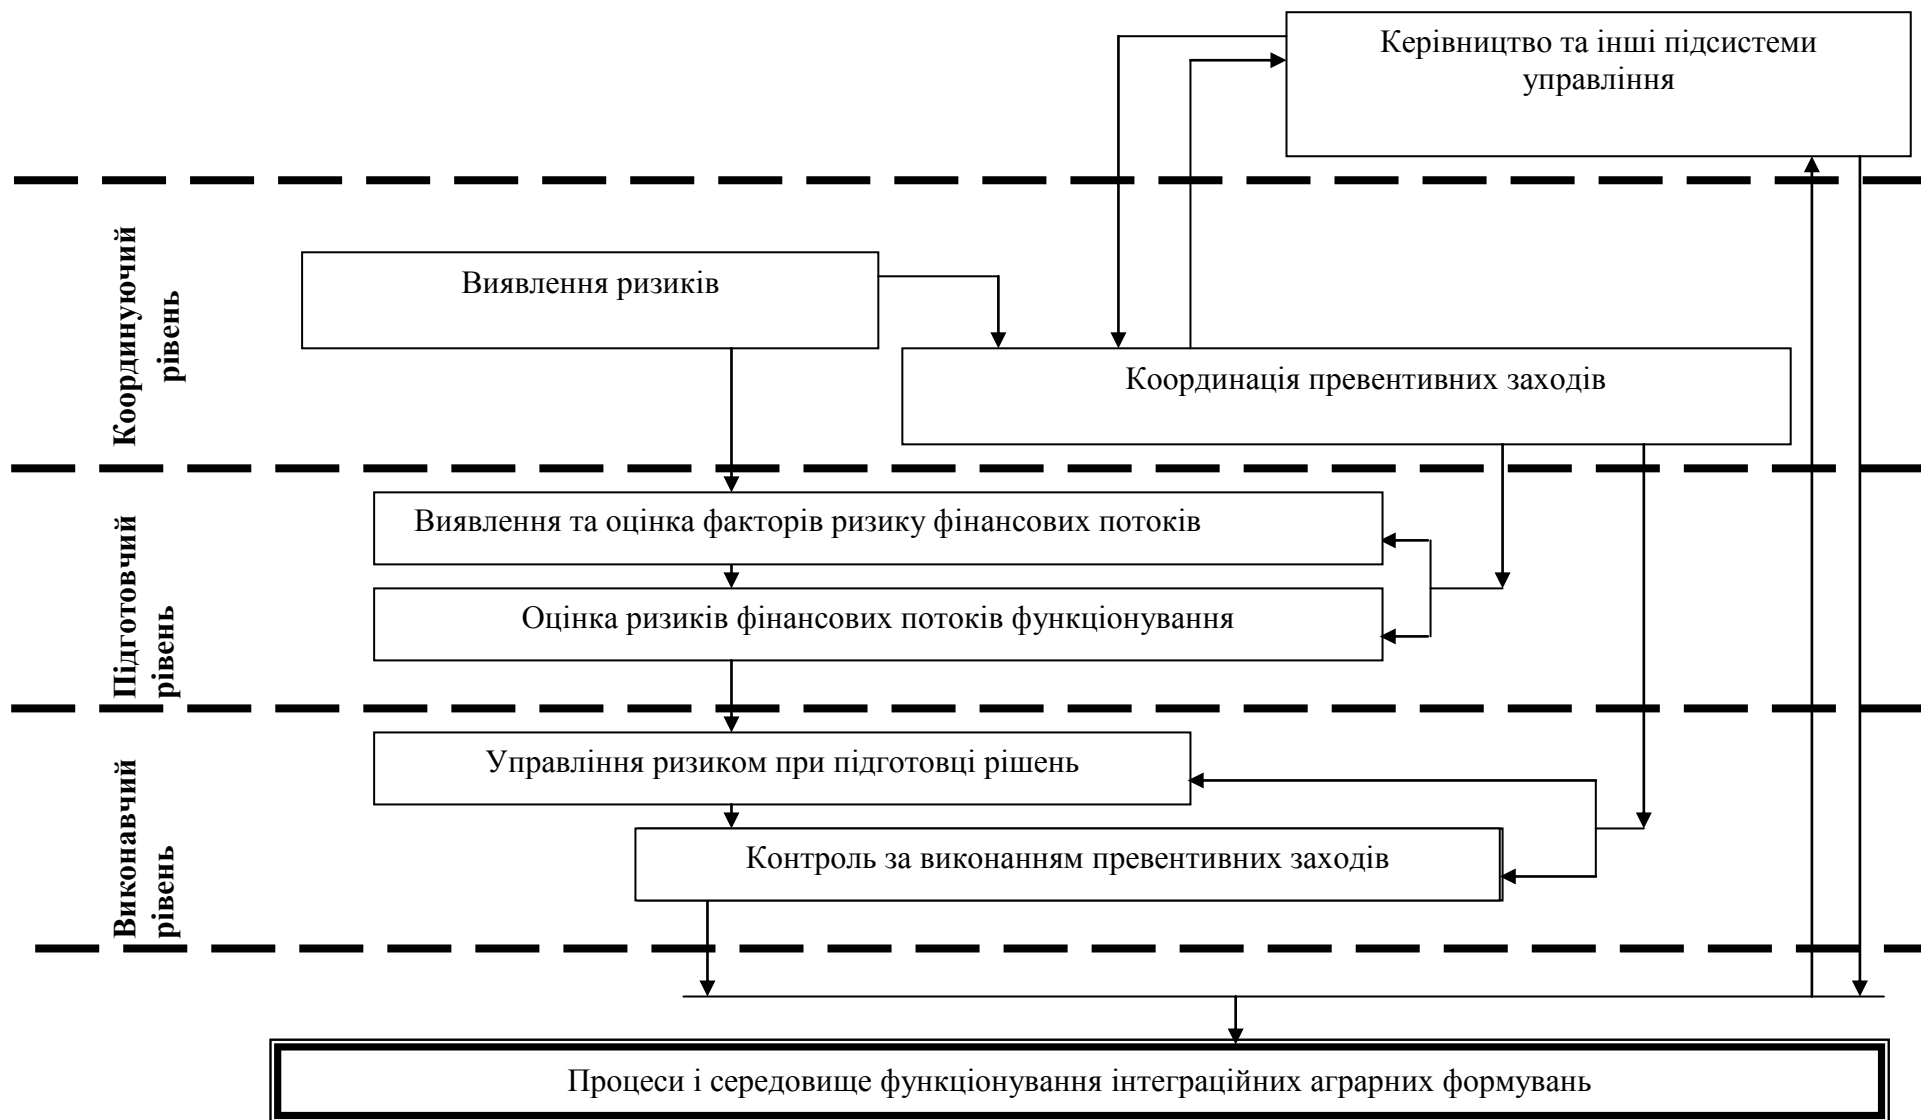 Керівництво та інші підсистеми
управління
Координуючий
рівень
Виявлення ризиків
Координація превентивних заходів
Підготовчий
рівень
Виявлення та оцінка факторів ризику фінансових потоків
Оцінка ризиків фінансових потоків функціонування
Виконавчий
рівень
Управління ризиком при підготовці рішень
Контроль за виконанням превентивних заходів
Процеси і середовище функціонування інтеграційних аграрних формувань